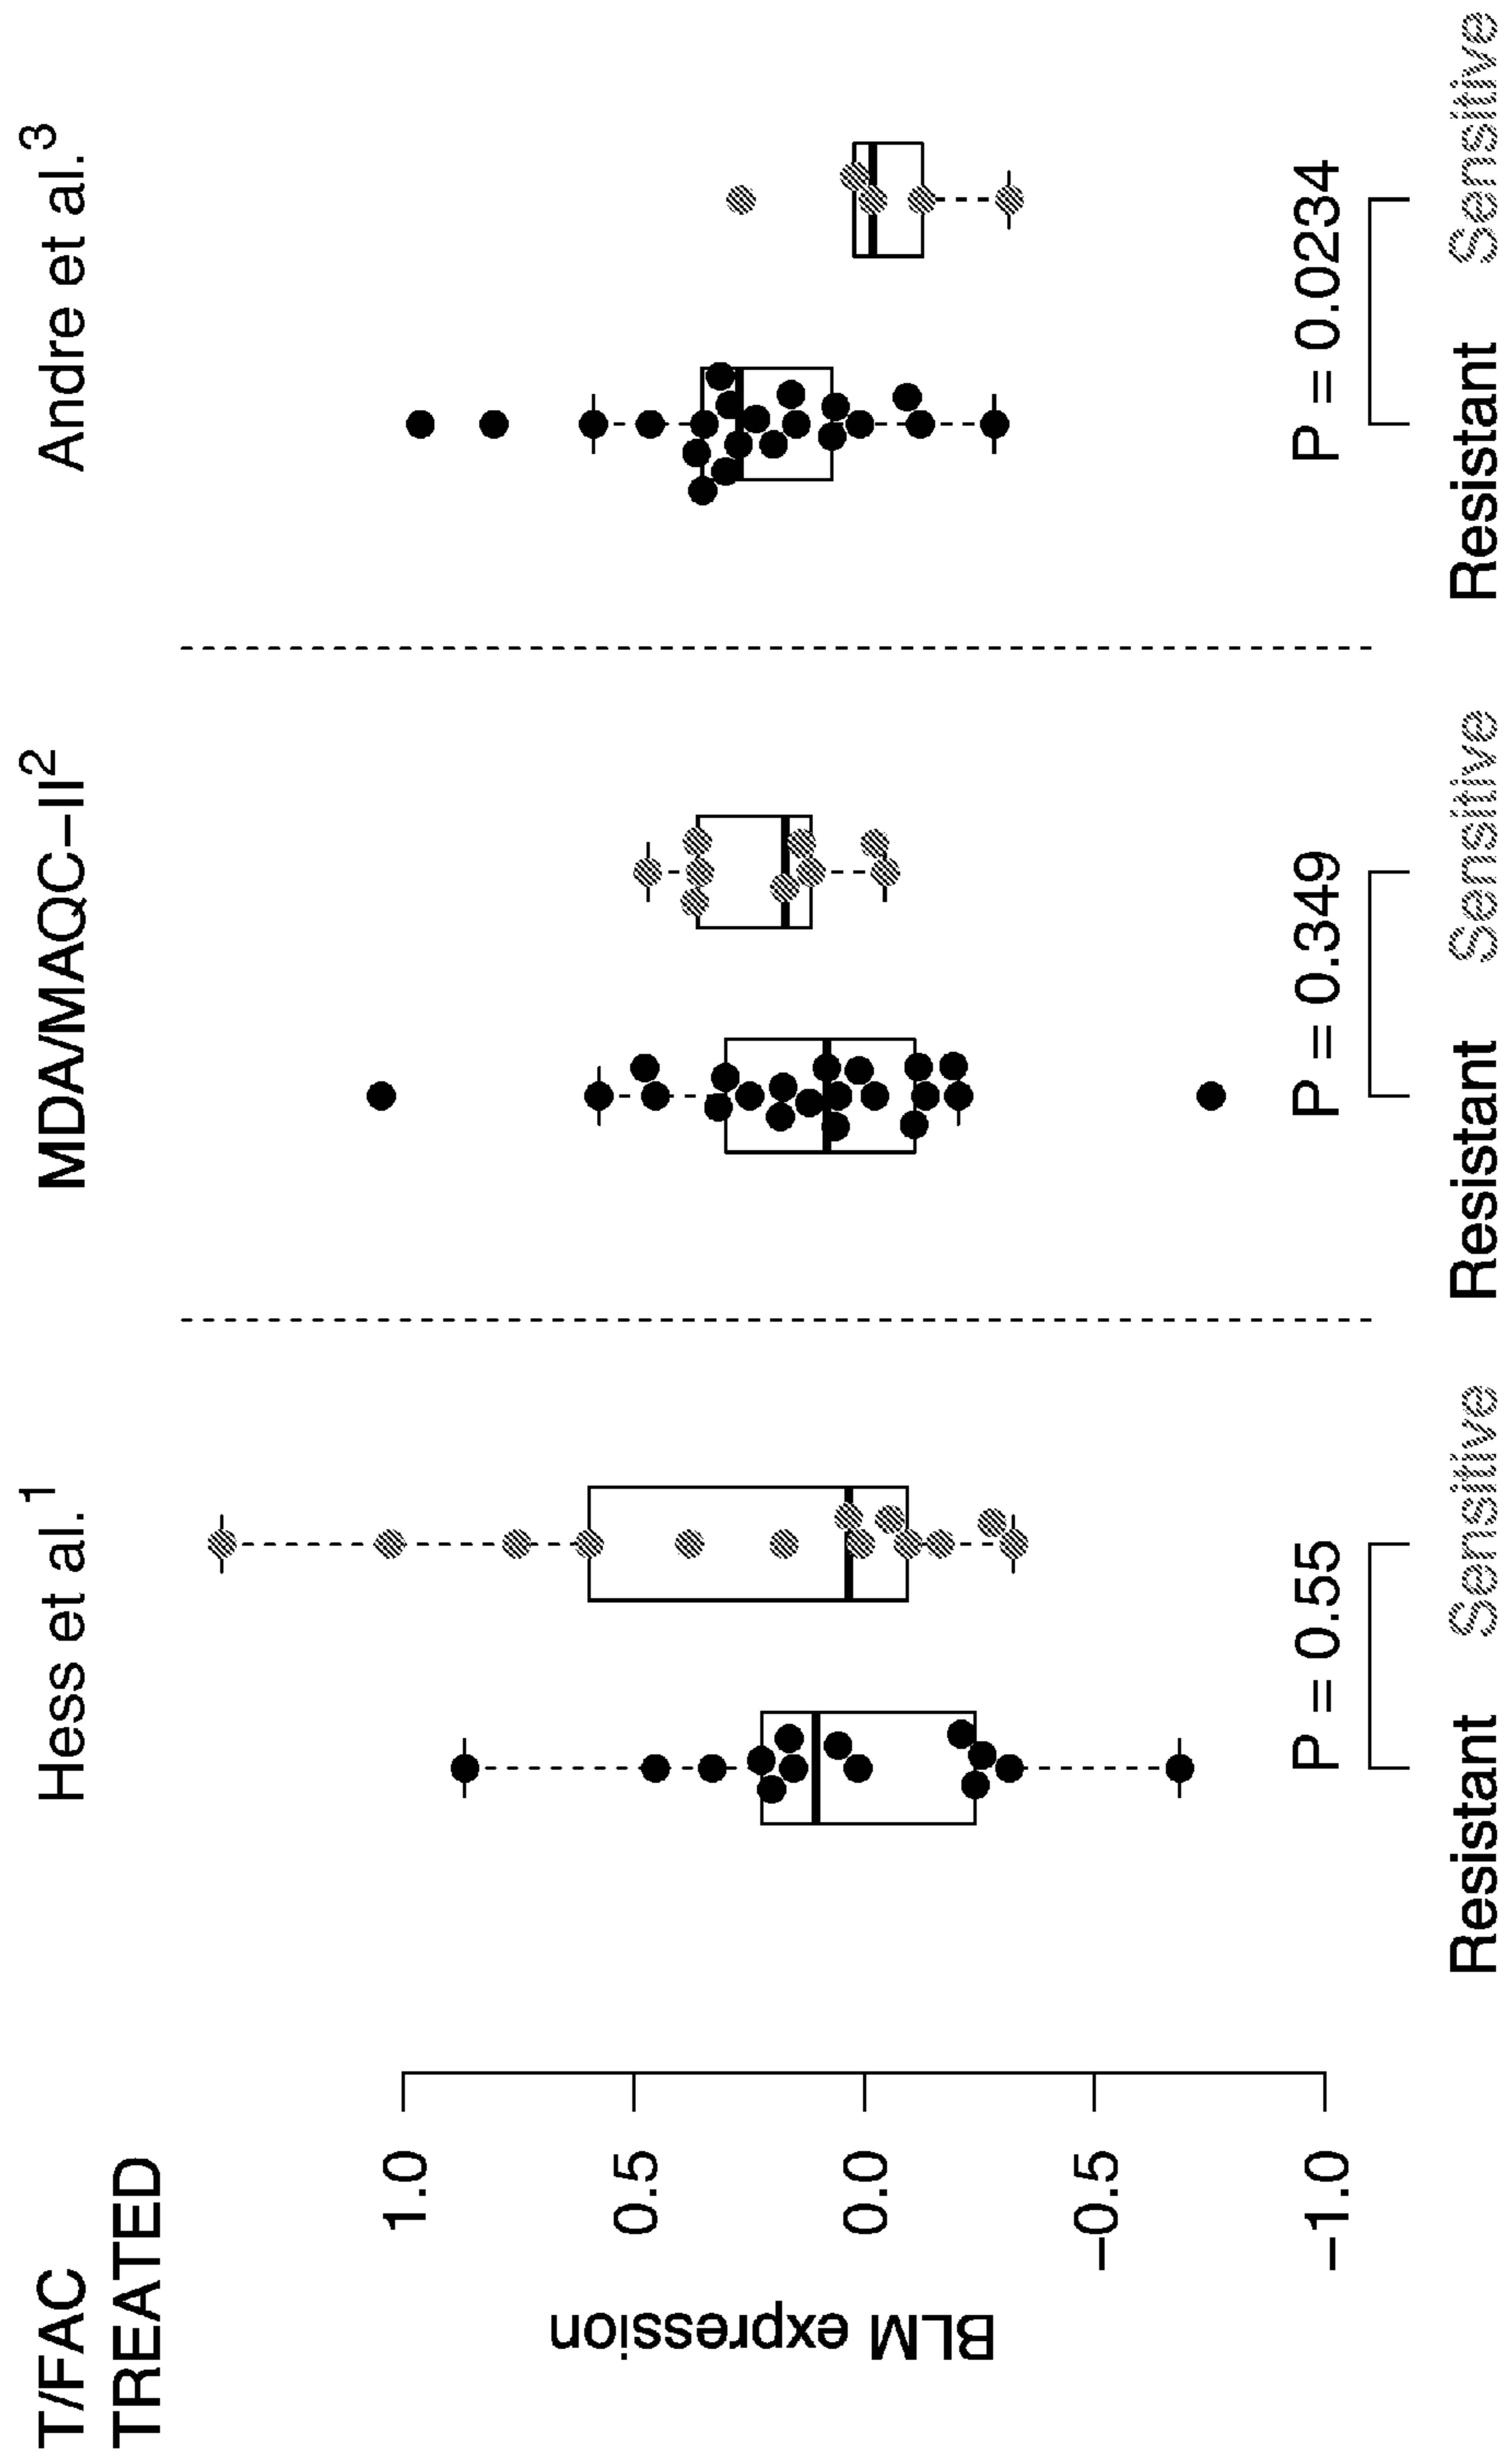 T/FAC
TREATED
Hess et al.1
MDA/MAQC–II2
Andre et al.3
BLM expression
1.0
0.5
0.0
−0.5
−1.0
P = 0.55
P = 0.349
P = 0.0234
Resistant Sensitive
Resistant Sensitive
Resistant Sensitive